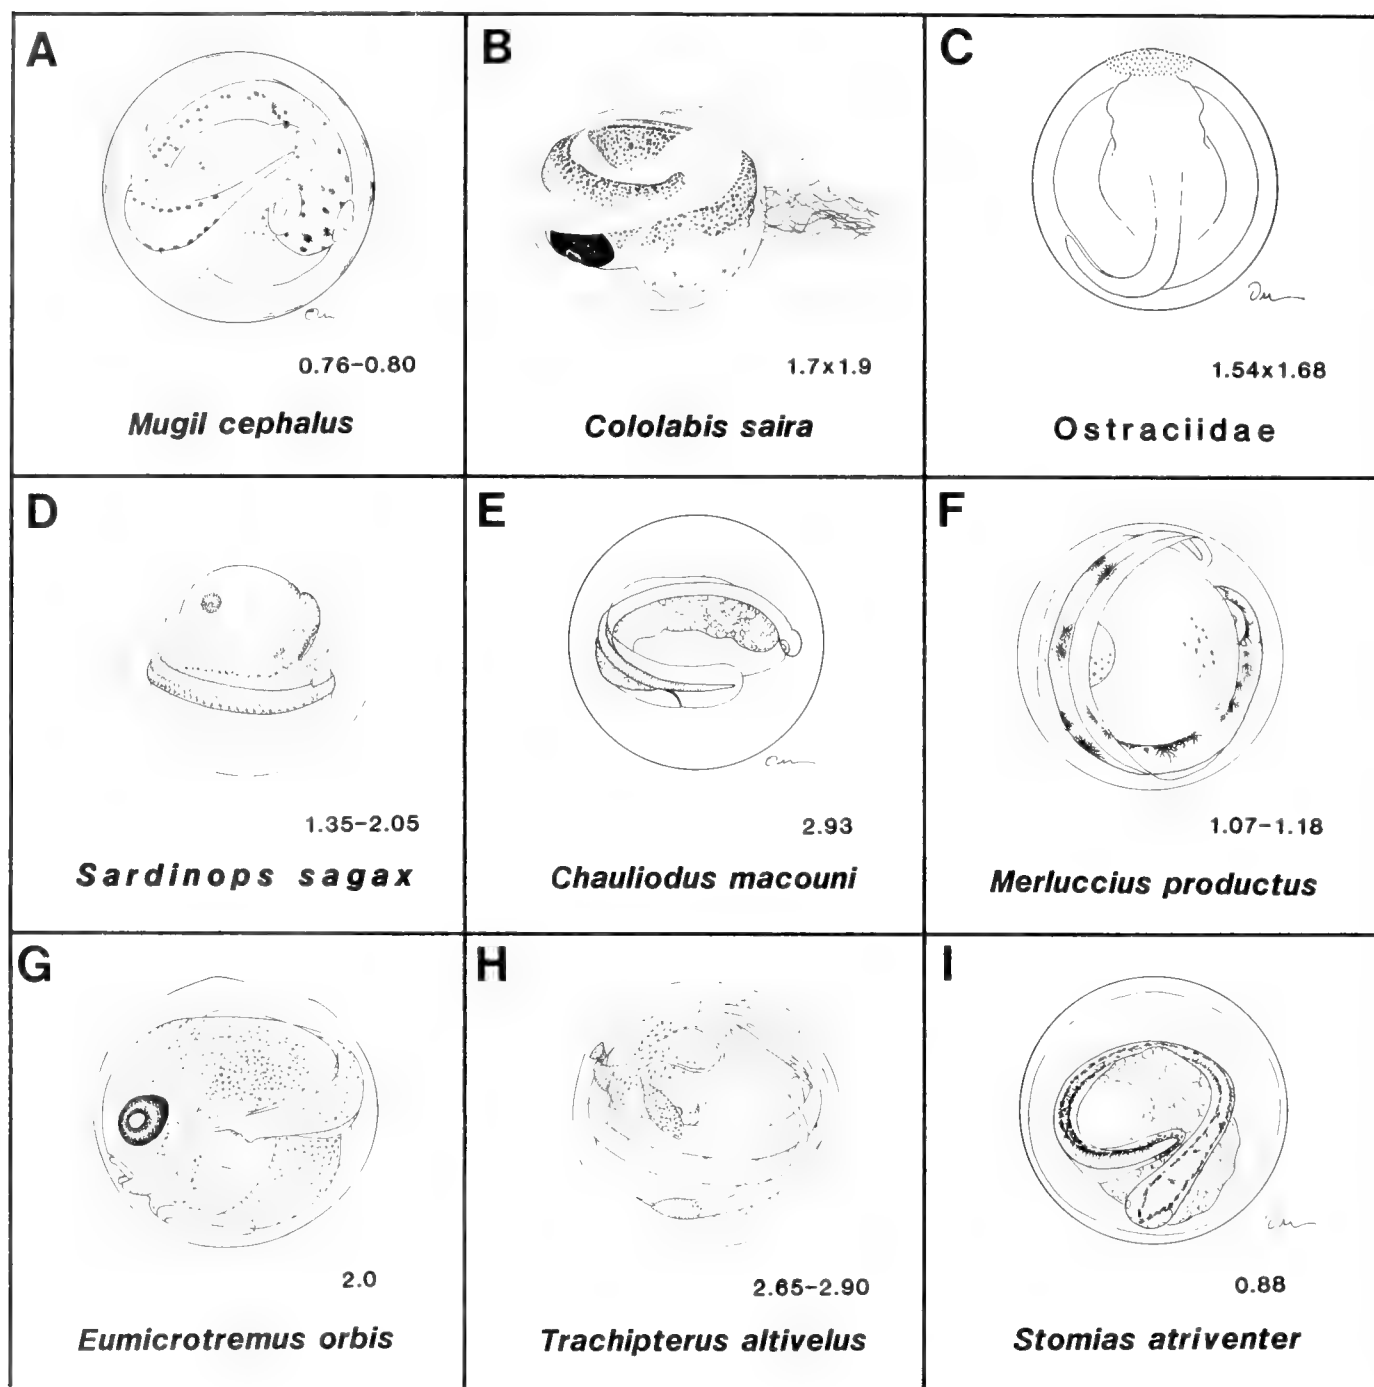 A
0.76-0.80
Mugil cephalus
B
1.7x1.9
Cololabis saira
C
1.54x1.68
Ostraciidae
D
1.35-2.05
Sardinops sagax
E
2.93
Chauliodus macouni
F
1.07-1.18
Merluccius productus
G
2.0
Eumicrotremus orbis
H
2.65-2.90
Trachipterus altivelus
I
0.88
Stomias atriventer